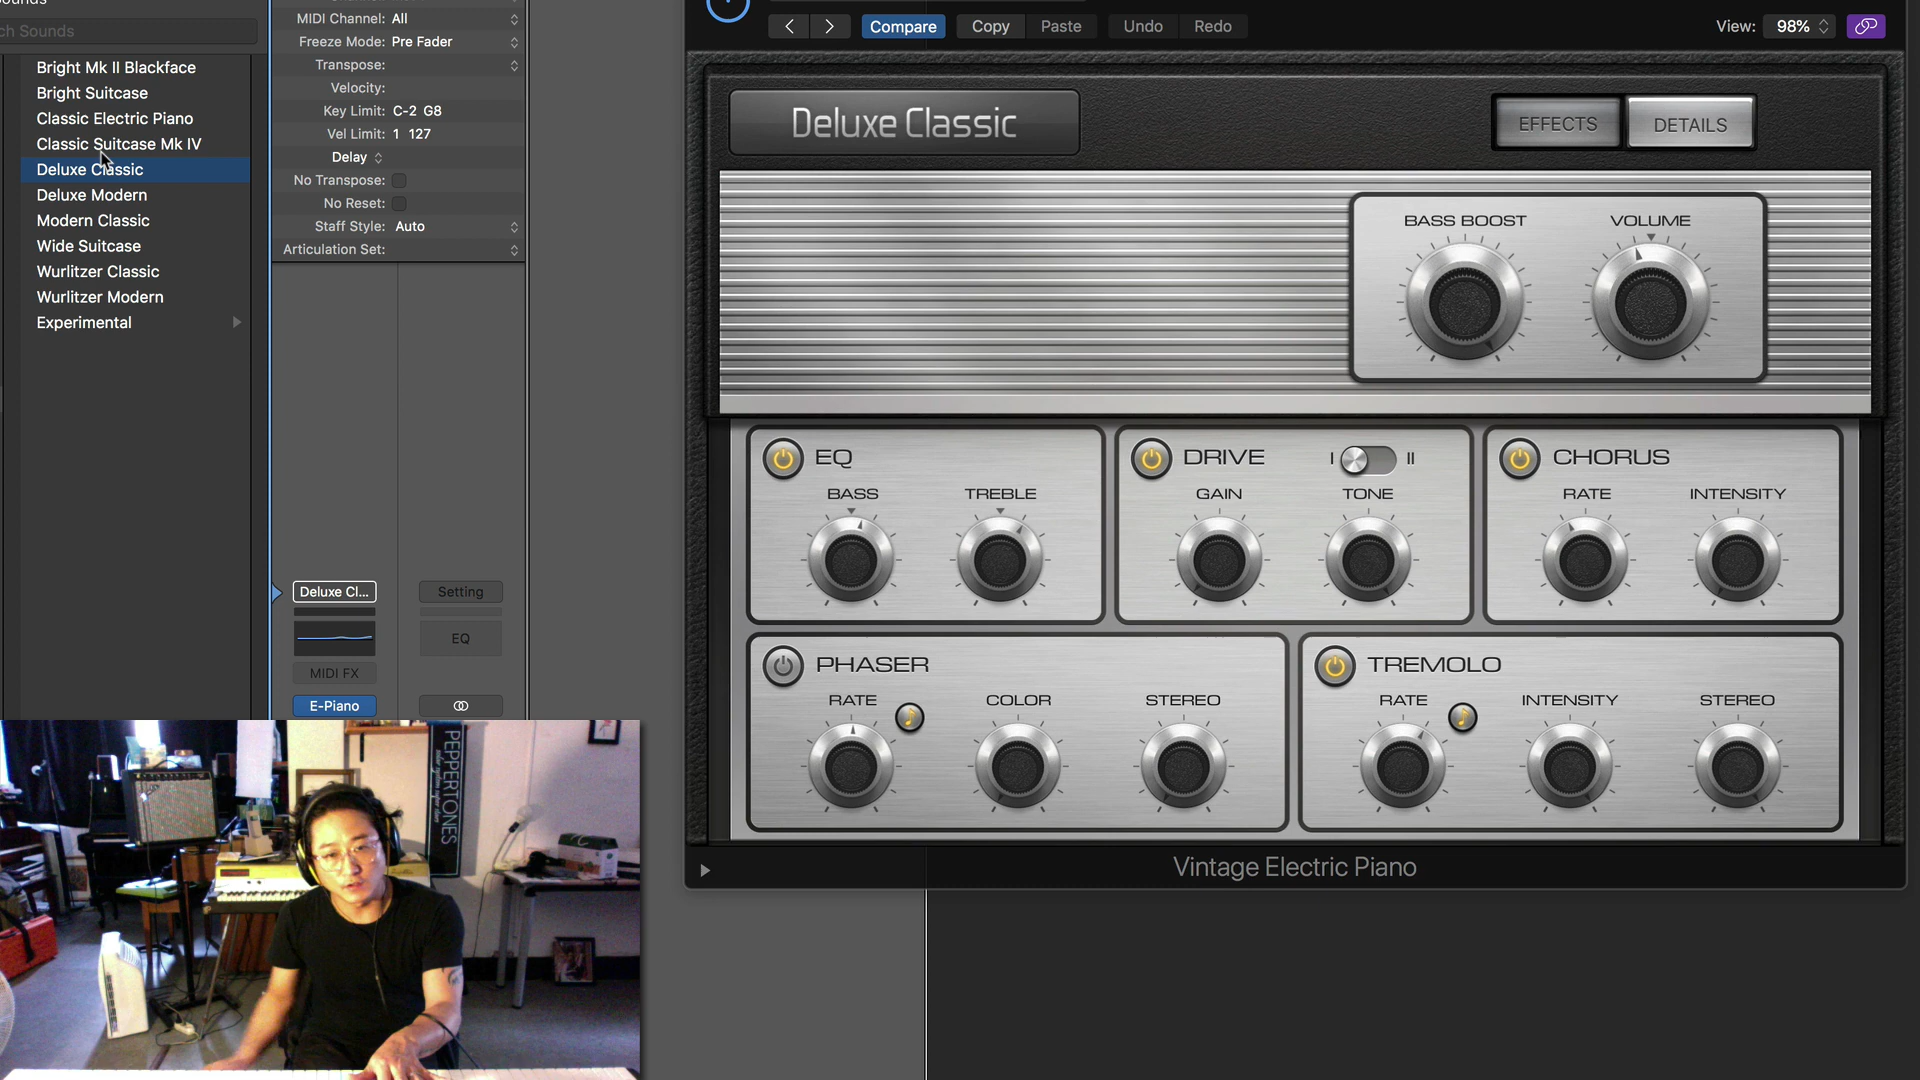 MIDI Channel: All
Freeze Mode: Pre Fader
Transpose:
Velocity:
Key Limit: C-2 G8
Vel Limit: 1 127
Delay
No Transpose:
No Reset:
Staff Style: Auto
Articulation Set:
Sounds
Bright Mk II Blackface
Bright Suitcase
Classic Electric Piano
Classic Suitcase Mk IV
Deluxe Classic
Deluxe Modern
Modern Classic
Wide Suitcase
Wurlitzer Classic
Wurlitzer Modern
Experimental
Deluxe Cl...
Setting
EQ
MIDI FX
E-Piano
Compare
Copy
Paste
Undo
Redo
View: 98%
Deluxe Classic
EFFECTS
DETAILS
BASS BOOST
VOLUME
EQ
BASS
TREBLE
DRIVE
I II
GAIN
TONE
CHORUS
RATE
INTENSITY
PHASER
RATE
COLOR
STEREO
TREMOLO
RATE
INTENSITY
STEREO
Vintage Electric Piano
PEPPERTONES